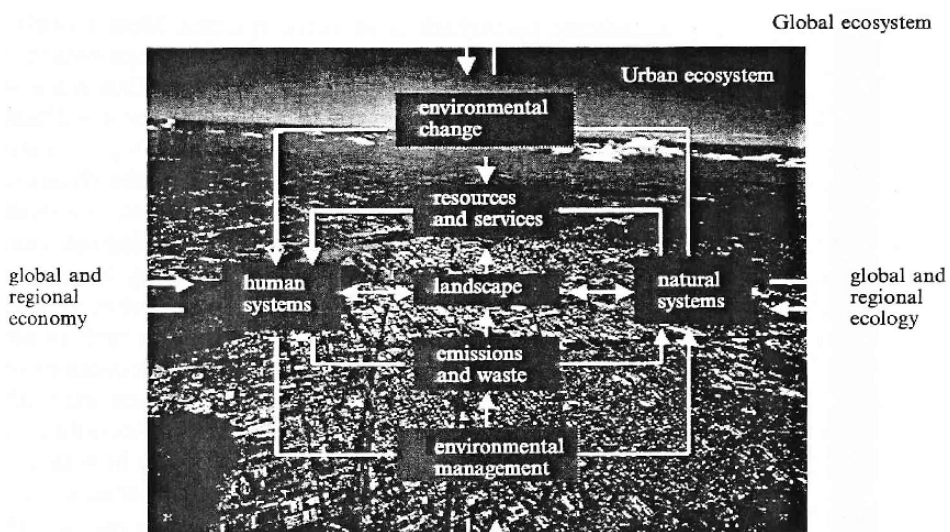 Global ecosystem
Urban ecosystem
environmental
change
resources
and services
global and
regional
economy
human
systems
landscape
natural
systems
global and
regional
ecology
emissions
and waste
environmental
management